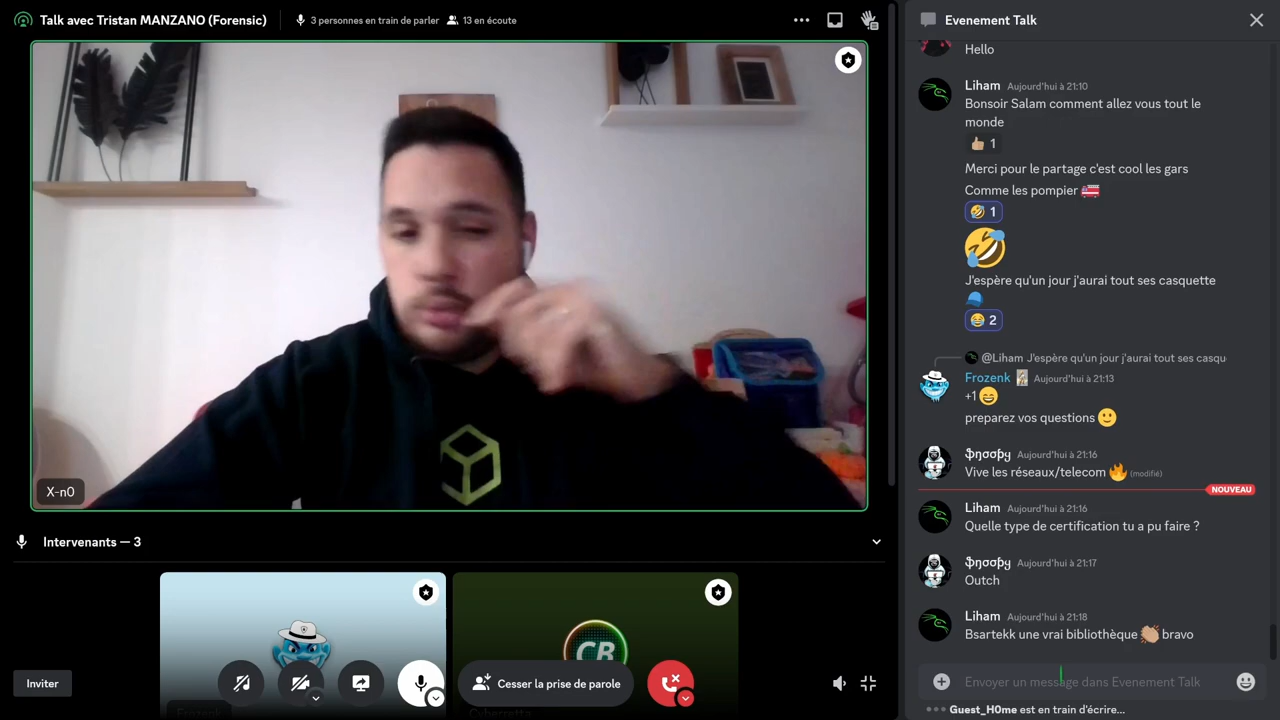 Talk avec Tristan MANZANO (Forensic)
3 personnes en train de parler
13 en écoute
X-n0
Intervenants — 3
CB
Inviter
Cesser la prise de parole
Evenement Talk
Hello
Liham Aujourd'hui à 21:10
Bonsoir Salam comment allez vous tout le
monde
👍🏼 1
Merci pour le partage c'est cool les gars
Comme les pompier
🤣 1
🤣
J'espère qu'un jour j'aurai tout ses casquette
🧢
😂 2
@Liham J'espère qu'un jour j'aurai tout ses casqu
Frozenk Aujourd'hui à 21:13
+1 😄
preparez vos questions 🙂
Aujourd'hui à 21:16
Vive les réseaux/telecom 🔥 (modifié)
NOUVEAU
Liham Aujourd'hui à 21:16
Quelle type de certification tu a pu faire ?
Aujourd'hui à 21:17
Outch
Liham Aujourd'hui à 21:18
Bsartekk une vrai bibliothèque 👏🏼 bravo
Envoyer un message dans Evenement Talk
Guest_H0me est en train d'écrire...